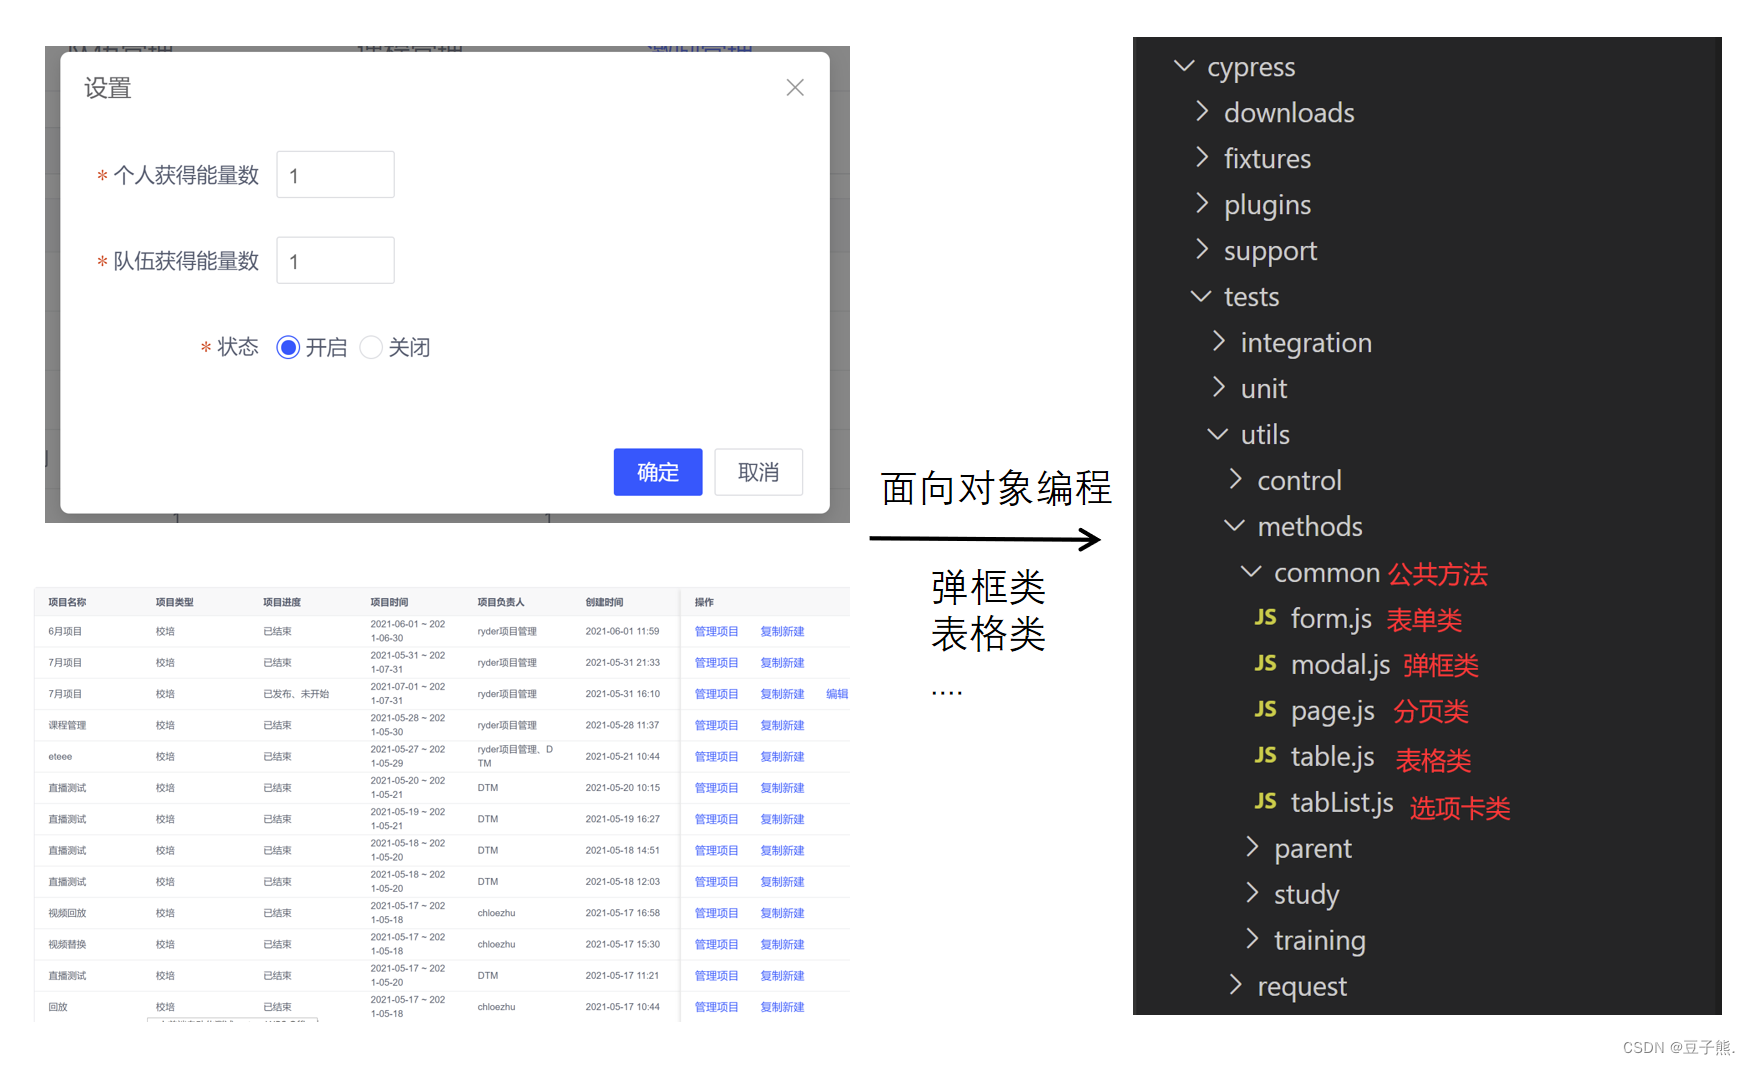 设置
* 个人获得能量数 1
* 队伍获得能量数 1
* 状态 开启 关闭
确定 取消
项目名称 项目类型 项目进度 项目时间 项目负责人 创建时间 操作
6月项目 校培 已结束 2021-06-01 ~ 2021-06-30 ryder项目管理 2021-06-01 11:59 管理项目 复制新建
7月项目 校培 已结束 2021-05-31 ~ 2021-07-31 ryder项目管理 2021-05-31 21:33 管理项目 复制新建
7月项目 校培 已发布、未开始 2021-07-01 ~ 2021-07-31 ryder项目管理 2021-05-31 16:10 管理项目 复制新建 编辑
课程管理 校培 已结束 2021-05-28 ~ 2021-05-30 ryder项目管理 2021-05-28 11:37 管理项目 复制新建
eteee 校培 已结束 2021-05-27 ~ 2021-05-29 ryder项目管理、DTM 2021-05-21 10:44 管理项目 复制新建
直播测试 校培 已结束 2021-05-20 ~ 2021-05-21 DTM 2021-05-20 10:15 管理项目 复制新建
直播测试 校培 已结束 2021-05-19 ~ 2021-05-21 DTM 2021-05-19 16:27 管理项目 复制新建
直播测试 校培 已结束 2021-05-18 ~ 2021-05-20 DTM 2021-05-18 14:51 管理项目 复制新建
直播测试 校培 已结束 2021-05-18 ~ 2021-05-20 DTM 2021-05-18 12:03 管理项目 复制新建
视频回放 校培 已结束 2021-05-17 ~ 2021-05-18 chloezhu 2021-05-17 16:58 管理项目 复制新建
视频替换 校培 已结束 2021-05-17 ~ 2021-05-18 chloezhu 2021-05-17 15:30 管理项目 复制新建
直播测试 校培 已结束 2021-05-17 ~ 2021-05-20 DTM 2021-05-17 11:21 管理项目 复制新建
回放 校培 已结束 2021-05-17 ~ 2021-05-18 chloezhu 2021-05-17 10:44 管理项目 复制新建
面向对象编程
弹框类
表格类
....
cypress
downloads
fixtures
plugins
support
tests
integration
unit
utils
control
methods
common 公共方法
JS form.js 表单类
JS modal.js 弹框类
JS page.js 分页类
JS table.js 表格类
JS tabList.js 选项卡类
parent
study
training
request
CSDN @豆子熊.